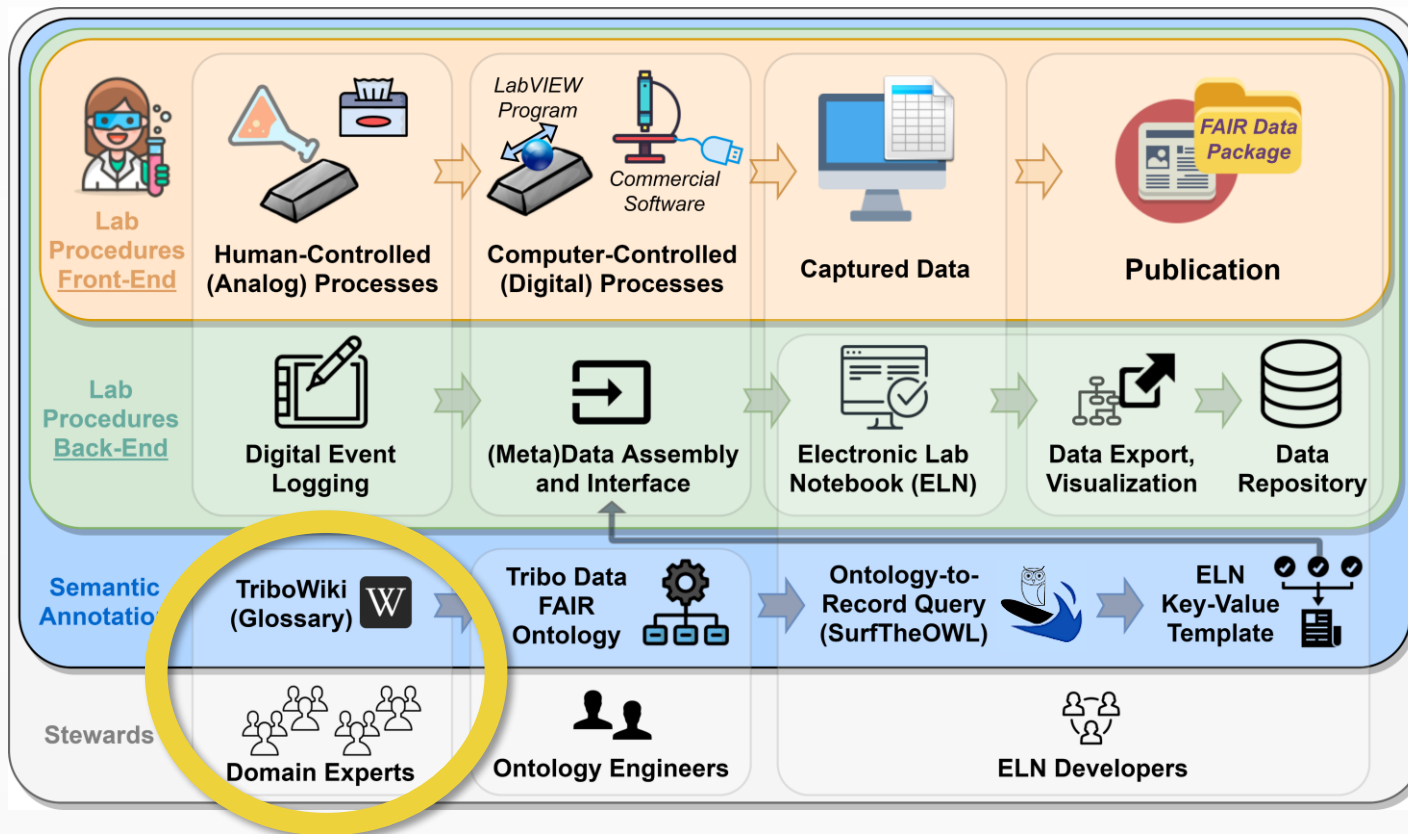 LabVIEW
Program
Commercial
Software
FAIR Data
Package
Lab
Procedures
Front-End
Human-Controlled
(Analog) Processes
Computer-Controlled
(Digital) Processes
Captured Data
Publication
Lab
Procedures
Back-End
Digital Event
Logging
(Meta)Data Assembly
and Interface
Electronic Lab
Notebook (ELN)
Data Export,
Visualization
Data
Repository
Semantic
Annotation
TriboWiki
(Glossary)
W
Tribo Data
FAIR
Ontology
Ontology-to-
Record Query
(SurfTheOWL)
ELN
Key-Value
Template
Stewards
Domain Experts
Ontology Engineers
ELN Developers